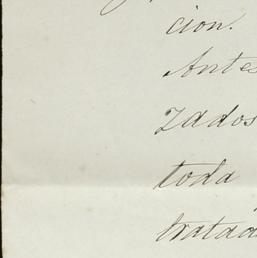 cion.
Antes
zados
toda
tratad